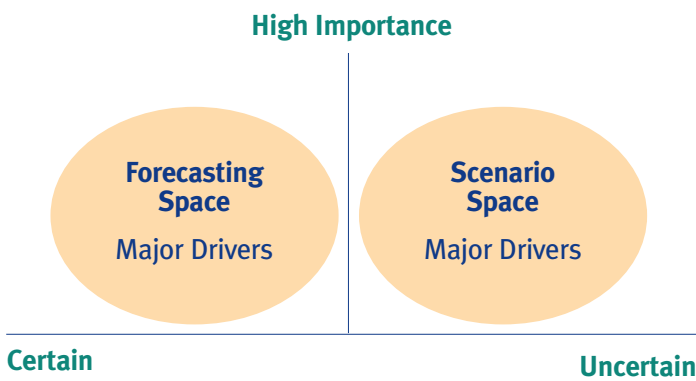 High Importance
Forecasting
Space
Major Drivers
Scenario
Space
Major Drivers
Certain
Uncertain